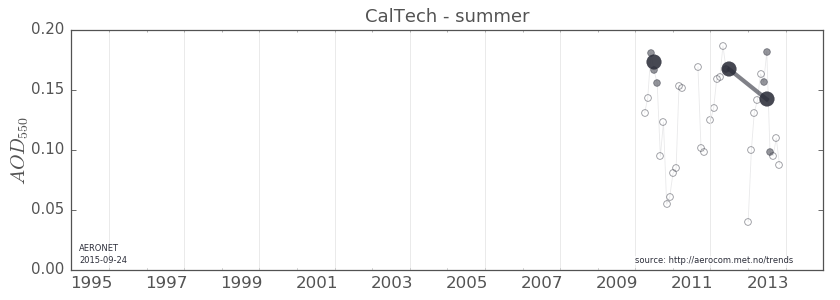 CalTech - summer
0.20
0.15
0.10
0.05
0.00
AOD550
AERONET
2015-09-24
source: http://aerocom.met.no/trends
1995 1997 1999 2001 2003 2005 2007 2009 2011 2013